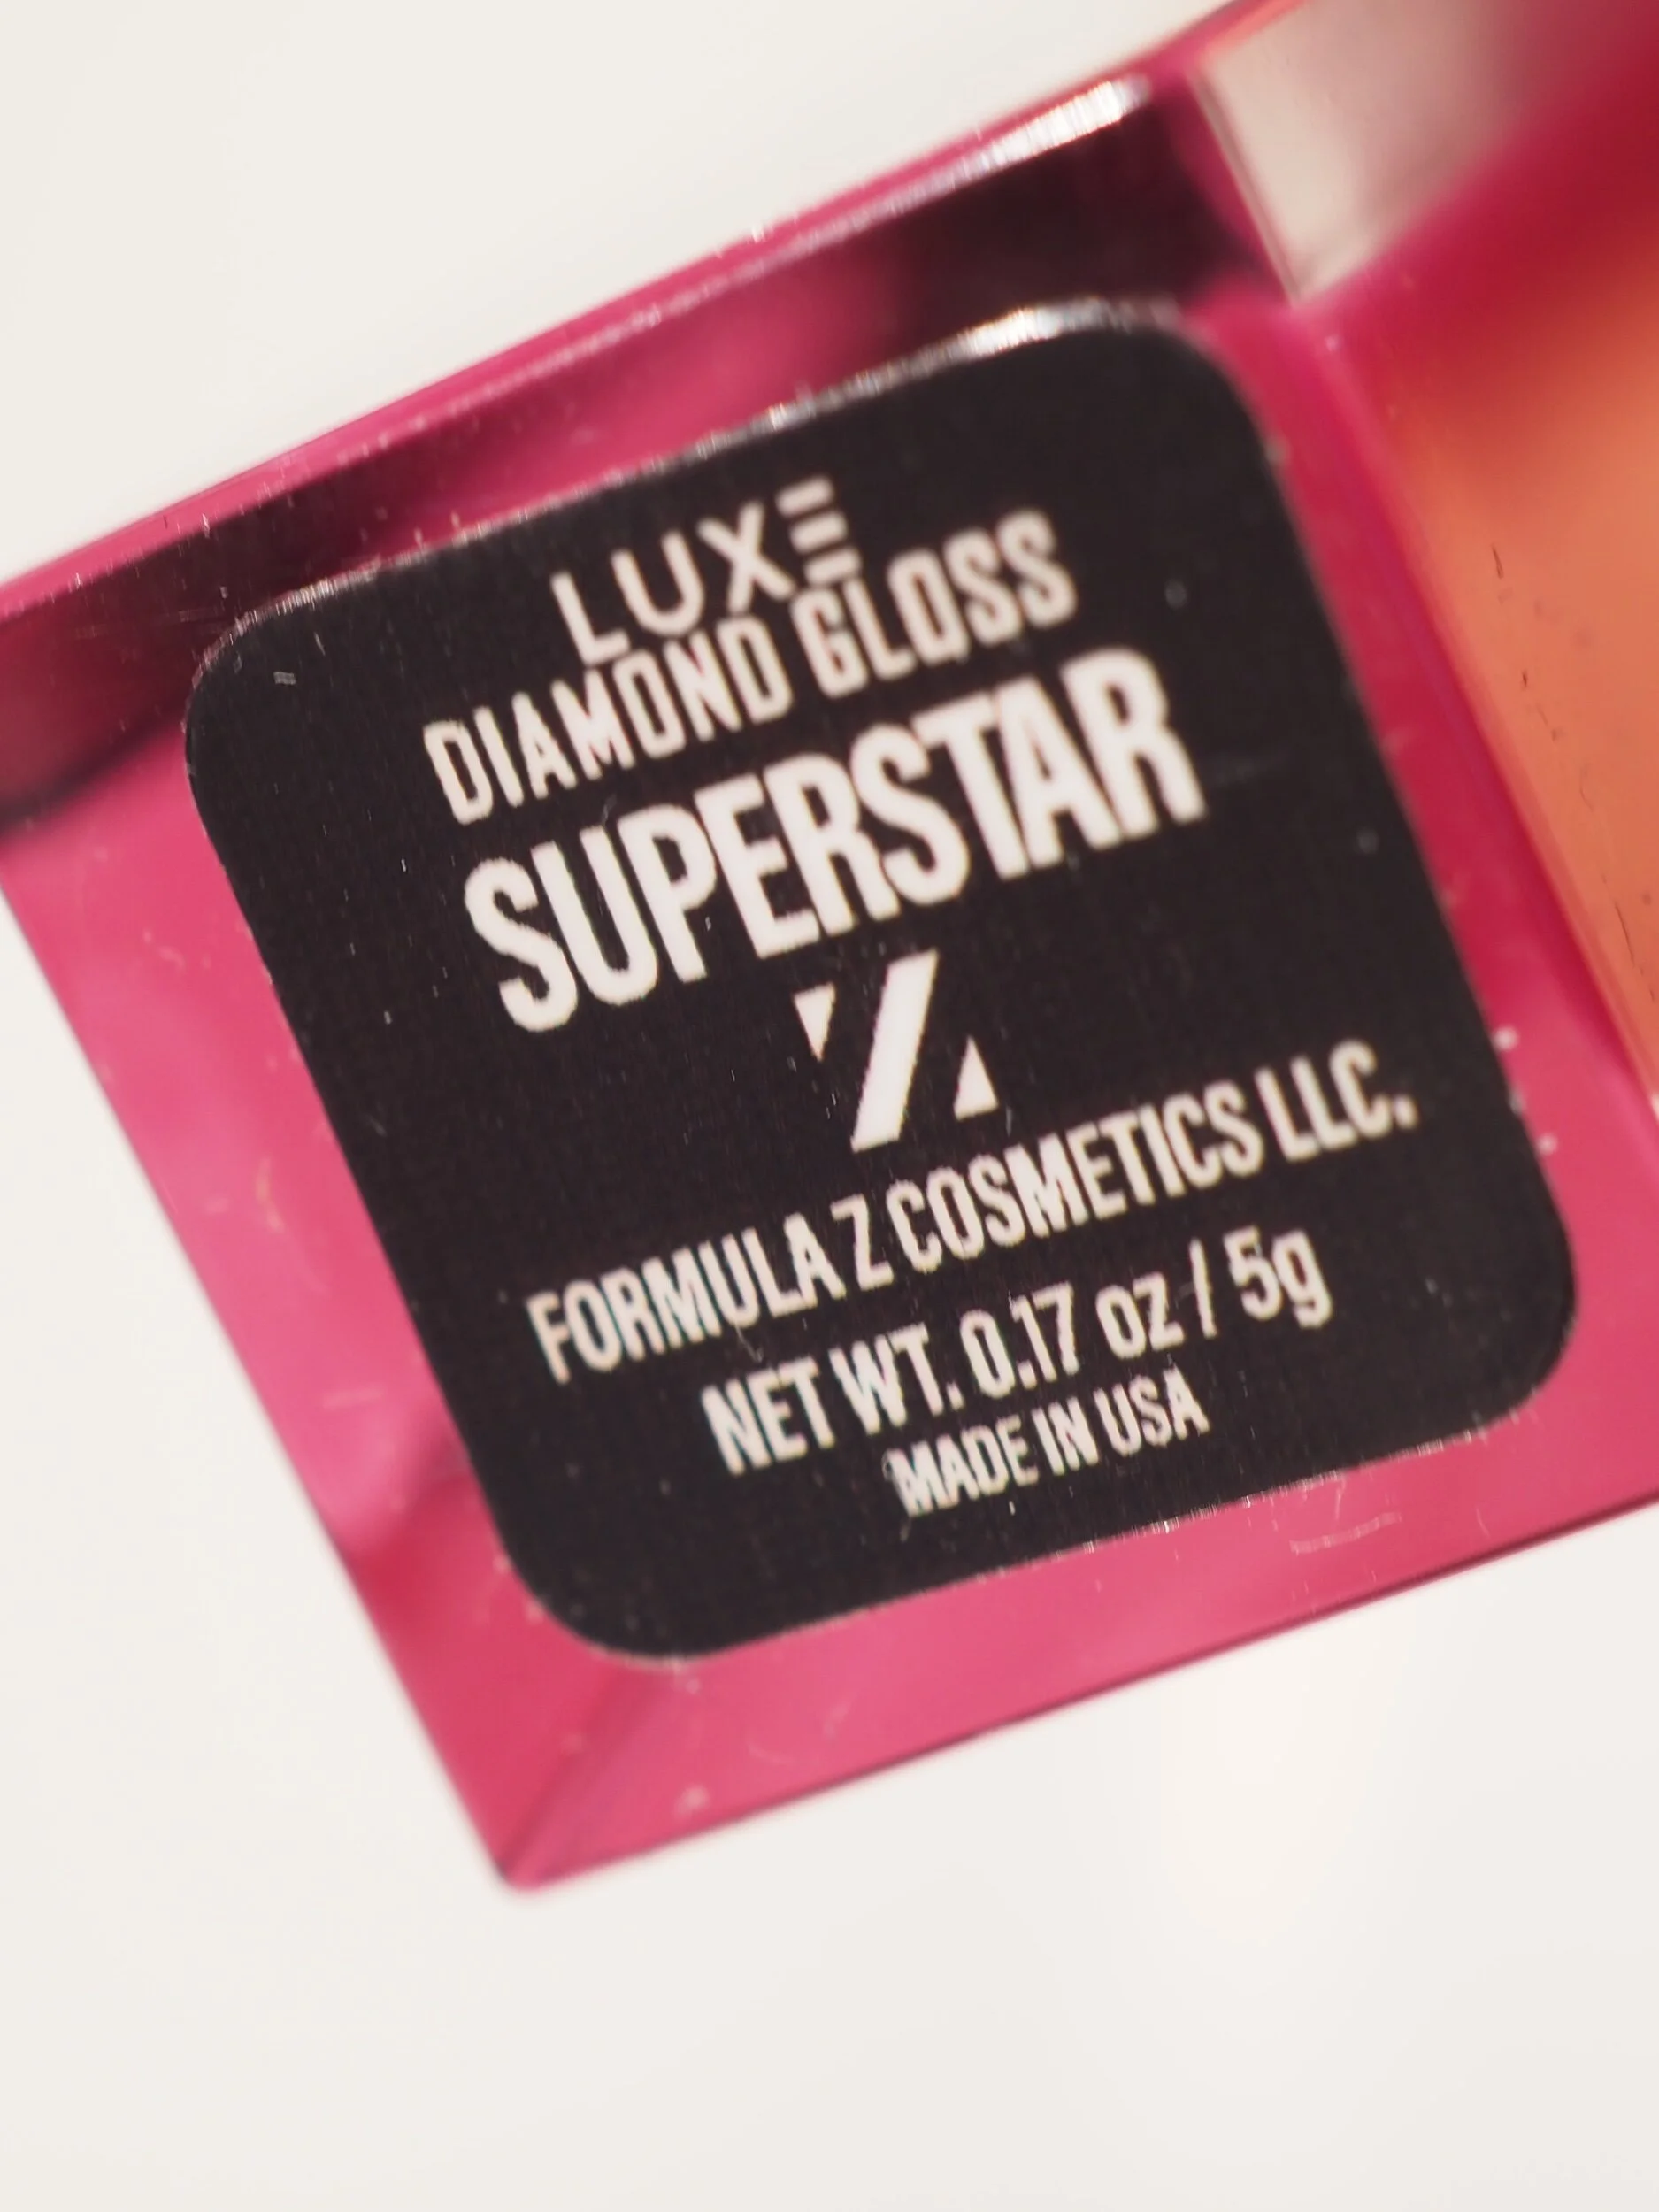 LUXE
DIAMOND GLOSS
SUPERSTAR
Z
FORMULA Z COSMETICS LLC.
NET WT. 0.17 oz / 5g
MADE IN USA